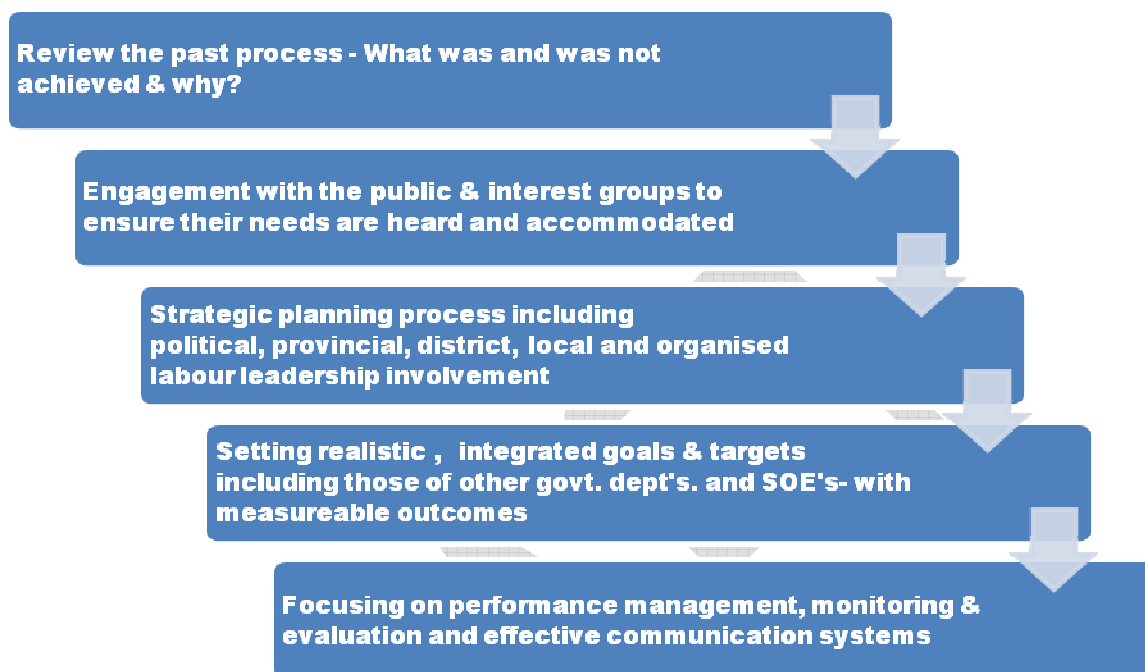 Review the past process - What was and was not
achieved & why?
Engagement with the public & interest groups to
ensure their needs are heard and accommodated
Strategic planning process including
political, provincial, district, local and organised
labour leadership involvement
Setting realistic , integrated goals & targets
including those of other govt. dept's. and SOE's- with
measureable outcomes
Focusing on performance management, monitoring &
evaluation and effective communication systems